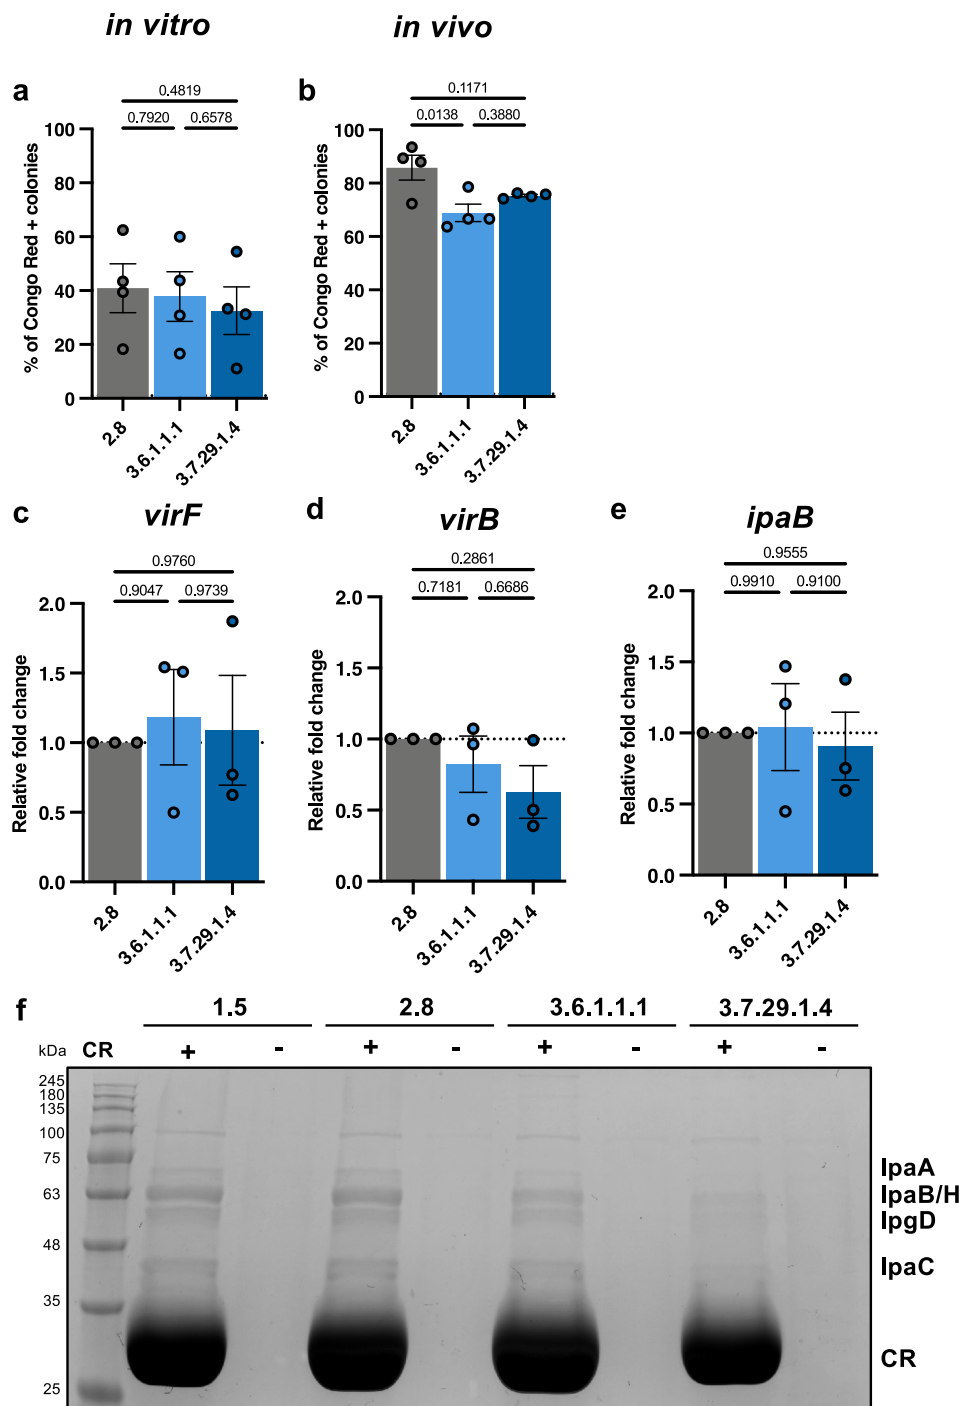 in vitro
in vivo
a
0.4819
0.7920 0.6578
% of Congo Red + colonies
100
80
60
40
20
0
2.8
3.6.1.1.1
3.7.29.1.4
b
0.1171
0.0138 0.3880
% of Congo Red + colonies
100
80
60
40
20
0
2.8
3.6.1.1.1
3.7.29.1.4
c
virF
0.9760
0.9047 0.9739
Relative fold change
2.0
1.5
1.0
0.5
0.0
2.8
3.6.1.1.1
3.7.29.1.4
d
virB
0.2861
0.7181 0.6686
Relative fold change
2.0
1.5
1.0
0.5
0.0
2.8
3.6.1.1.1
3.7.29.1.4
e
ipaB
0.9555
0.9910 0.9100
Relative fold change
2.0
1.5
1.0
0.5
0.0
2.8
3.6.1.1.1
3.7.29.1.4
f
1.5 2.8 3.6.1.1.1 3.7.29.1.4
kDa CR + - + - + - + -
245
180
135
100
75
63
48
35
25
IpaA
IpaB/H
IpgD
IpaC
CR